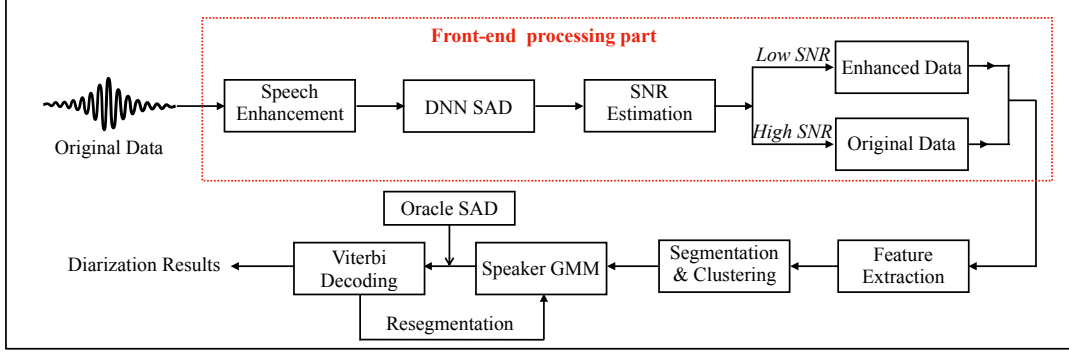 Front-end processing part
Low SNR
Enhanced Data
Speech
Enhancement
DNN SAD
SNR
Estimation
High SNR
Original Data
Original Data
Oracle SAD
Diarization Results
Viterbi
Decoding
Speaker GMM
Segmentation
& Clustering
Feature
Extraction
Resegmentation